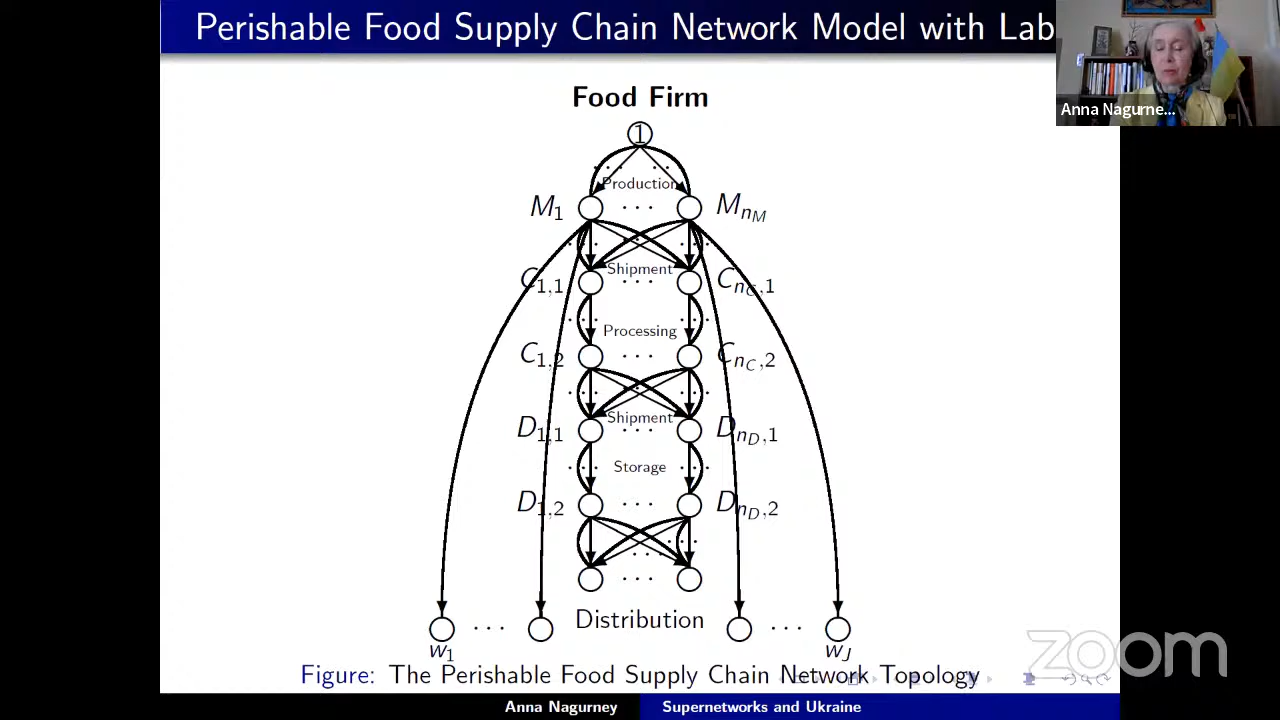 Perishable Food Supply Chain Network Model with Lab
Anna Nagurne...
Food Firm
1
Production
M1 ... MnM
Shipment
C1,1 ... CnC,1
Processing
C1,2 ... CnC,2
Shipment
D1,1 ... DnD,1
Storage
D1,2 ... DnD,2
Distribution
w1 ... ... wJ
zoom
Figure: The Perishable Food Supply Chain Network Topology
Anna Nagurney Supernetworks and Ukraine